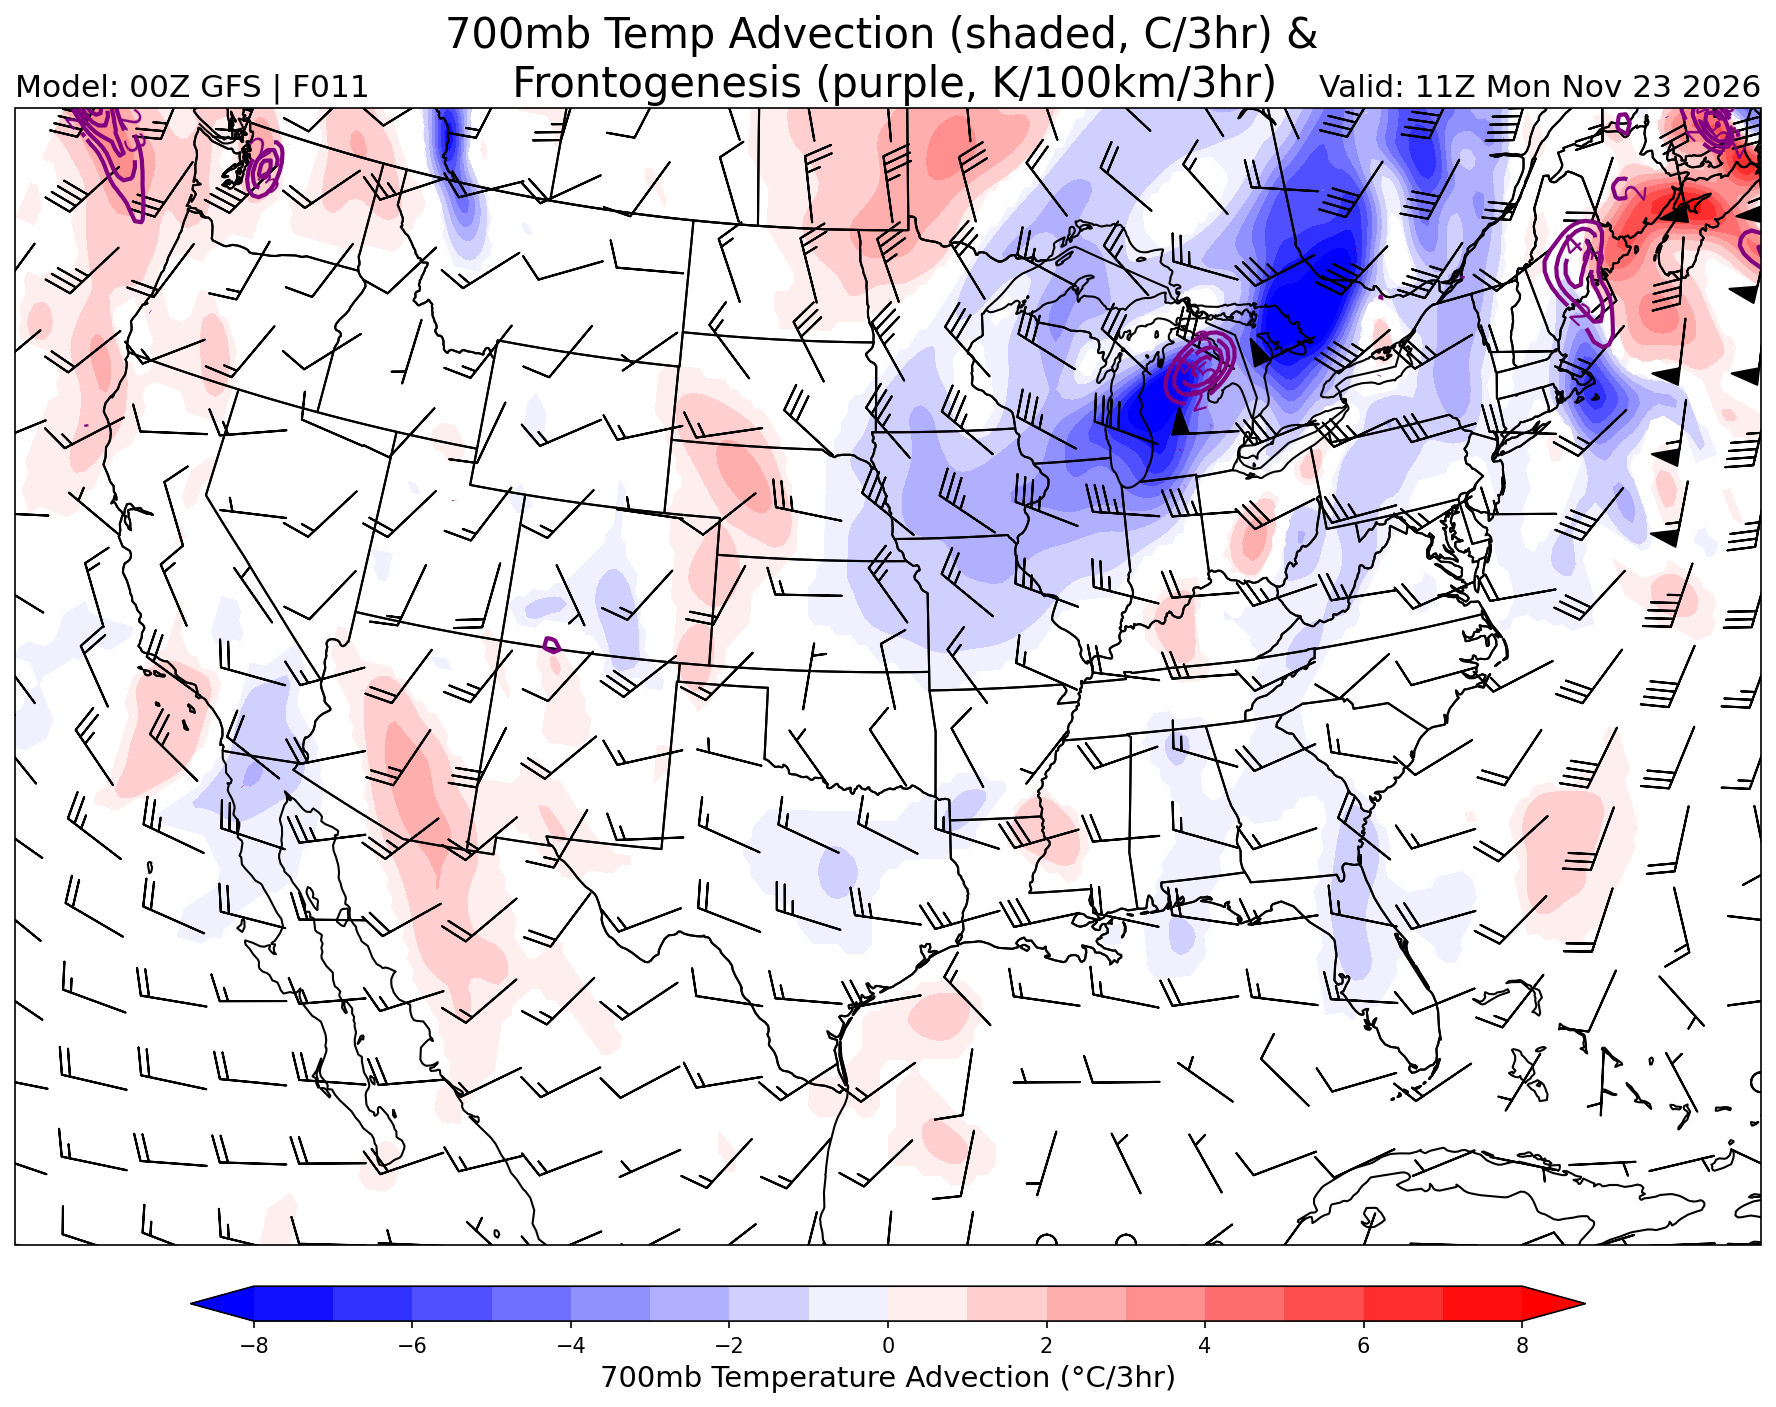 700mb Temp Advection (shaded, C/3hr) &
Model: 00Z GFS | F011 Frontogenesis (purple, K/100km/3hr) Valid: 11Z Mon Nov 23 2026
−8 −6 −4 −2 0 2 4 6 8
700mb Temperature Advection (°C/3hr)